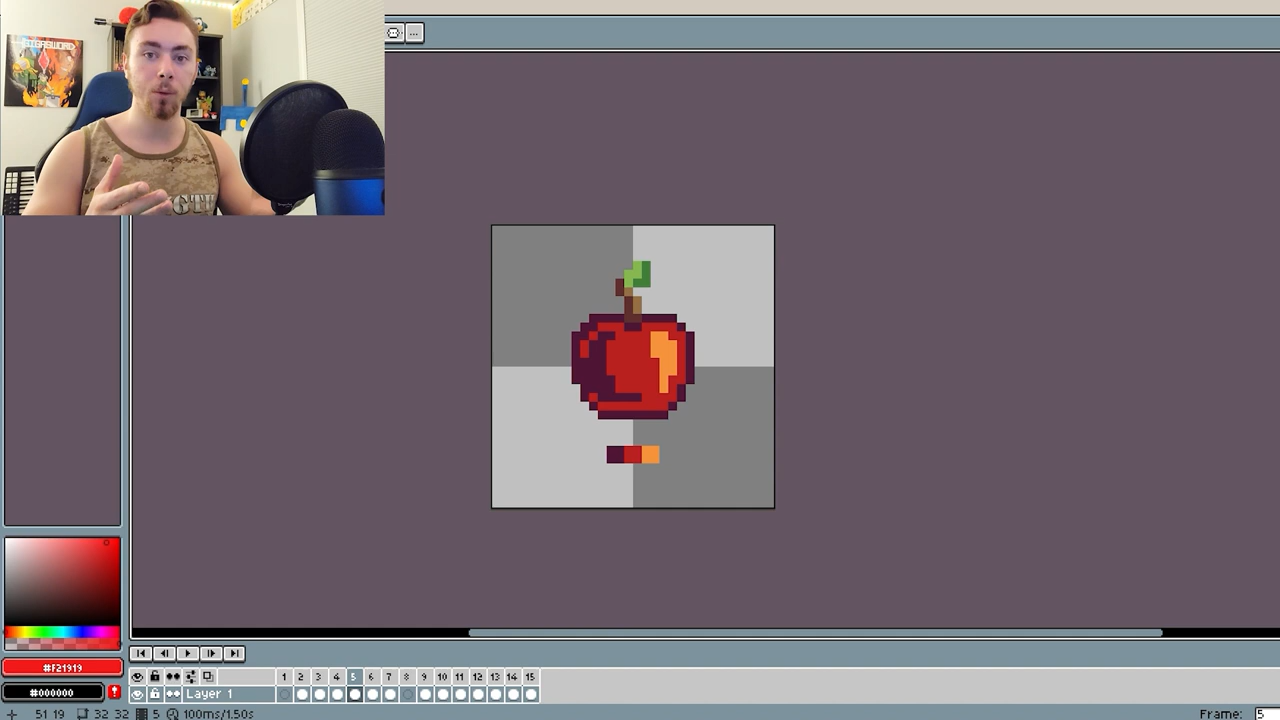 ...
#F21919
#000000
1 2 3 4 5 6 7 8 9 10 11 12 13 14 15
Layer 1
51 19 32 32 5 100ms/1.50s
Frame: 5